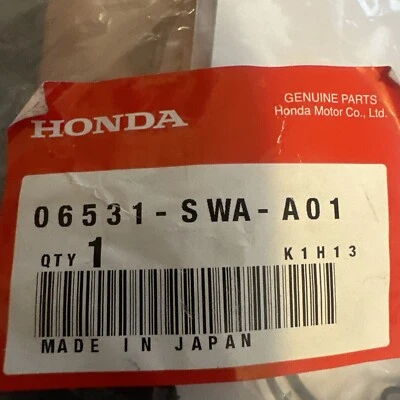 HONDA
GENUINE PARTS
Honda Motor Co., Ltd.
06531-SWA-A01
QTY 1 K1H13
MADE IN JAPAN